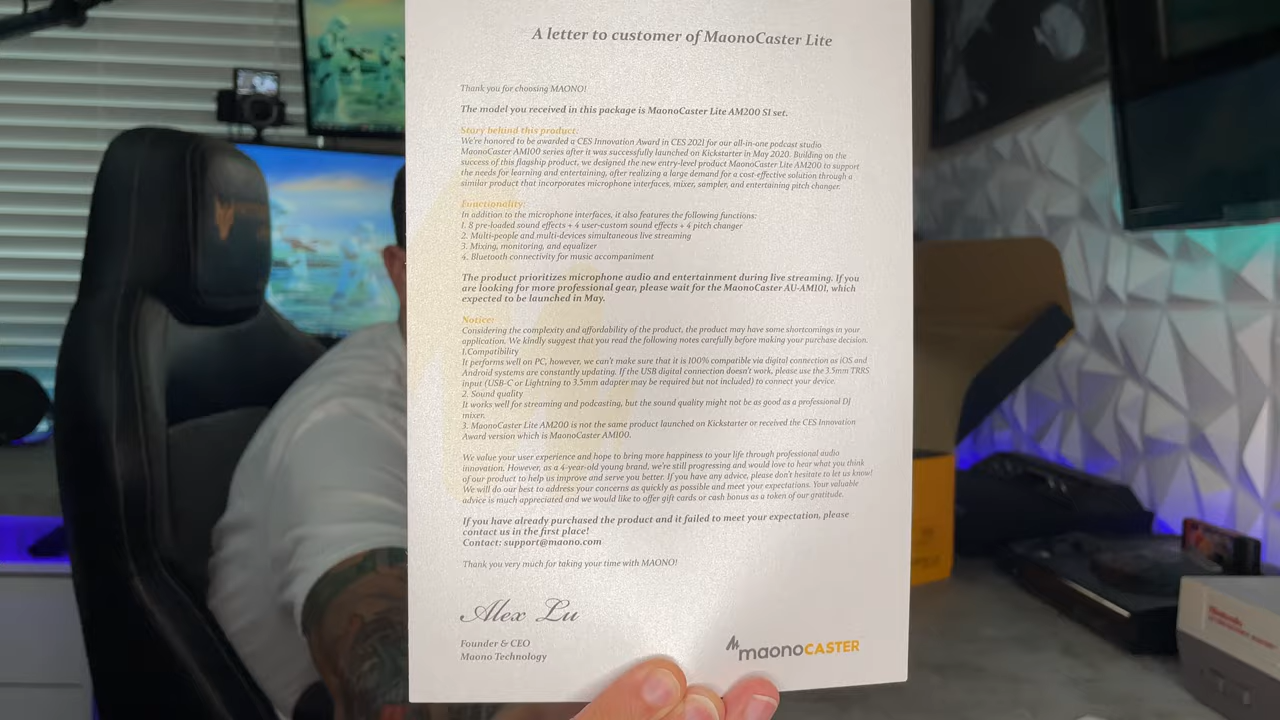 A letter to customer of MaonoCaster Lite
Thank you for choosing MAONO!
The model you received in this package is MaonoCaster Lite AM200 S1 set.
Story behind this product:
We're honored to be awarded a CES Innovation Award in CES 2021 for our all-in-one podcast studio
MaonoCaster AM100 series after it was successfully launched on Kickstarter in May 2020. Building on the
success of this flagship product, we designed the new entry-level product MaonoCaster Lite AM200 to support
the needs for learning and entertaining, after realizing a large demand for a cost-effective solution through a
similar product that incorporates microphone interfaces, mixer, sampler, and entertaining pitch changer.
Functionality:
In addition to the microphone interfaces, it also features the following functions:
1. 8 pre-loaded sound effects + 4 user-custom sound effects + 4 pitch changer
2. Multi-people and multi-devices simultaneous live streaming
3. Mixing, monitoring, and equalizer
4. Bluetooth connectivity for music accompaniment
The product prioritizes microphone audio and entertainment during live streaming. If you
are looking for more professional gear, please wait for the MaonoCaster AU-AM101, which
expected to be launched in May.
Notice:
Considering the complexity and affordability of the product, the product may have some shortcomings in your
application. We kindly suggest that you read the following notes carefully before making your purchase decision.
1.Compatibility
It performs well on PC, however, we can't make sure that it is 100% compatible via digital connection as iOS and
Android systems are constantly updating. If the USB digital connection doesn't work, please use the 3.5mm TRRS
input (USB-C or Lightning to 3.5mm adapter may be required but not included) to connect your device.
2. Sound quality
It works well for streaming and podcasting, but the sound quality might not be as good as a professional DJ
mixer.
3. MaonoCaster Lite AM200 is not the same product launched on Kickstarter or received the CES Innovation
Award version which is MaonoCaster AM100.
We value your user experience and hope to bring more happiness to your life through professional audio
innovation. However, as a 4-year-old young brand, we're still progressing and would love to hear what you think
of our product to help us improve and serve you better. If you have any advice, please don't hesitate to let us know!
We will do our best to address your concerns as quickly as possible and meet your expectations. Your valuable
advice is much appreciated and we would like to offer gift cards or cash bonus as a token of our gratitude.
If you have already purchased the product and it failed to meet your expectation, please
contact us in the first place!
Contact: support@maono.com
Thank you very much for taking your time with MAONO!
Alex Lu
Founder & CEO
Maono Technology
maonoCASTER
Nintendo